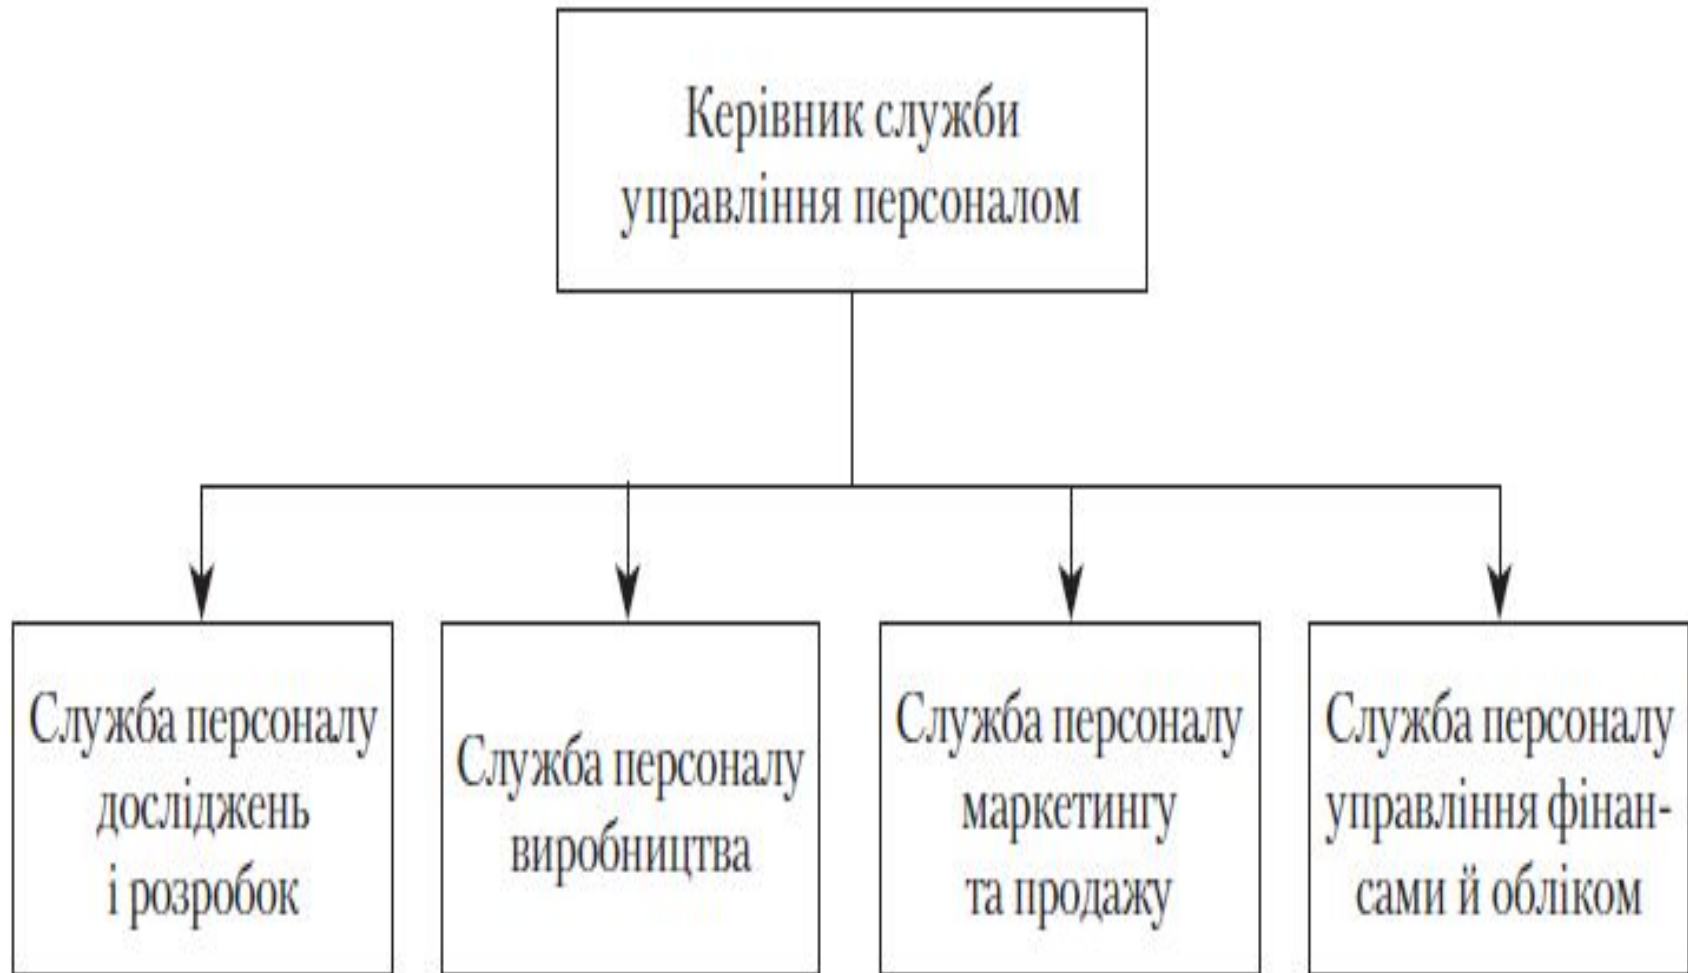 Керівник служби
управління персоналом
Служба персоналу
досліджень
і розробок
Служба персоналу
виробництва
Служба персоналу
маркетингу
та продажу
Служба персоналу
управління фінан-
сами й обліком